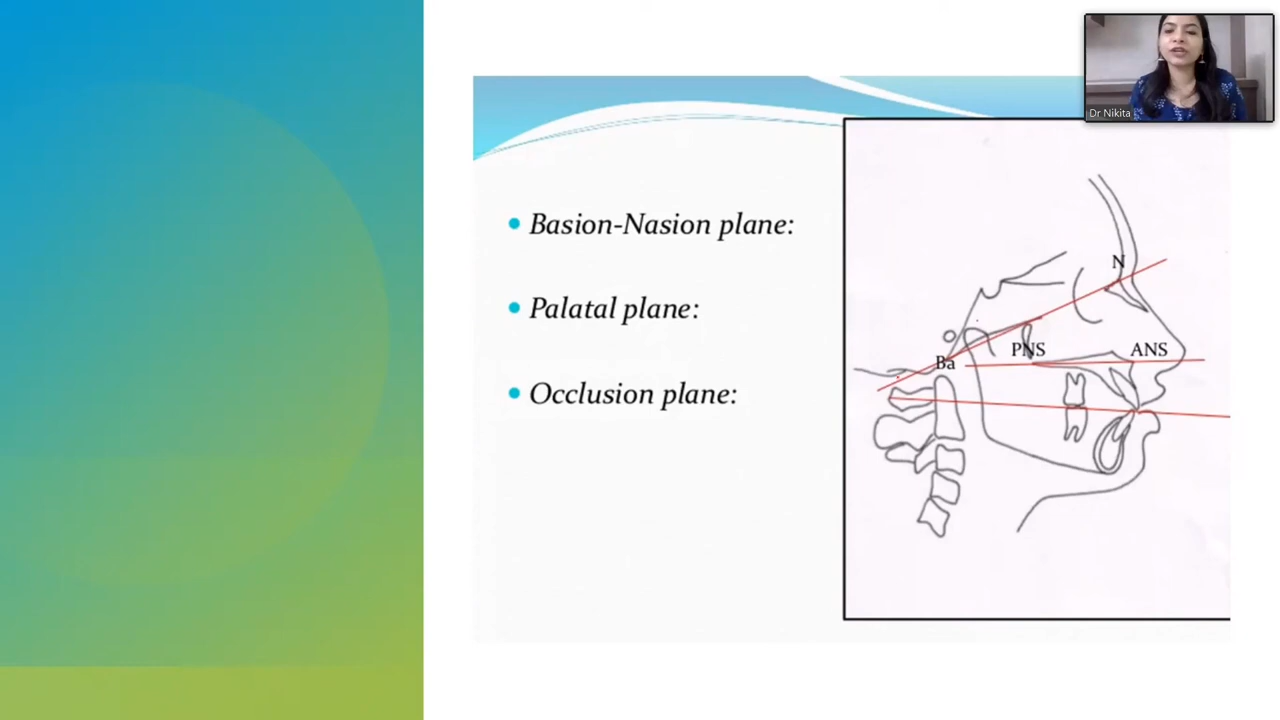 Dr Nikita
• Basion-Nasion plane:
• Palatal plane:
• Occlusion plane:
N
PNS
ANS
Ba